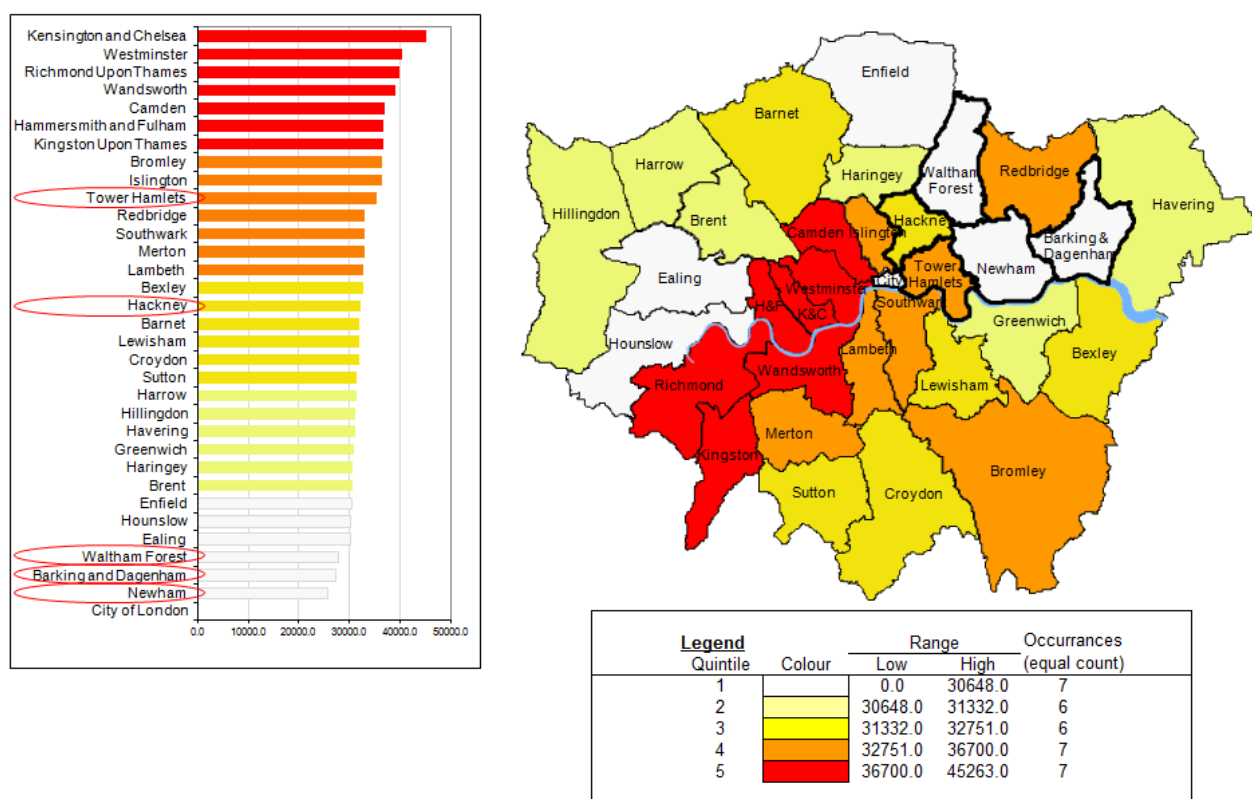 Kensington and Chelsea
Westminster
Richmond Upon Thames
Wandsworth
Camden
Hammersmith and Fulham
Kingston Upon Thames
Bromley
Islington
Tower Hamlets
Redbridge
Southwark
Merton
Lambeth
Bexley
Hackney
Barnet
Lewisham
Croydon
Sutton
Harrow
Hillingdon
Havering
Greenwich
Haringey
Brent
Enfield
Hounslow
Ealing
Waltham Forest
Barking and Dagenham
Newham
City of London
0.0 10000.0 20000.0 30000.0 40000.0 50000.0
Enfield
Barnet
Harrow
Haringey
Waltham
Forest
Redbridge
Havering
Hillingdon
Brent
Camden
Islington
Hackney
Barking &
Dagenham
Ealing
Westminster
City
Tower
Hamlets
Newham
H&F
K&C
Southwark
Greenwich
Hounslow
Lambeth
Bexley
Richmond
Wandsworth
Lewisham
Merton
Kingston
Bromley
Sutton
Croydon
Legend Range Occurrances
Quintile Colour Low High (equal count)
1 0.0 30648.0 7
2 30648.0 31332.0 6
3 31332.0 32751.0 6
4 32751.0 36700.0 7
5 36700.0 45263.0 7